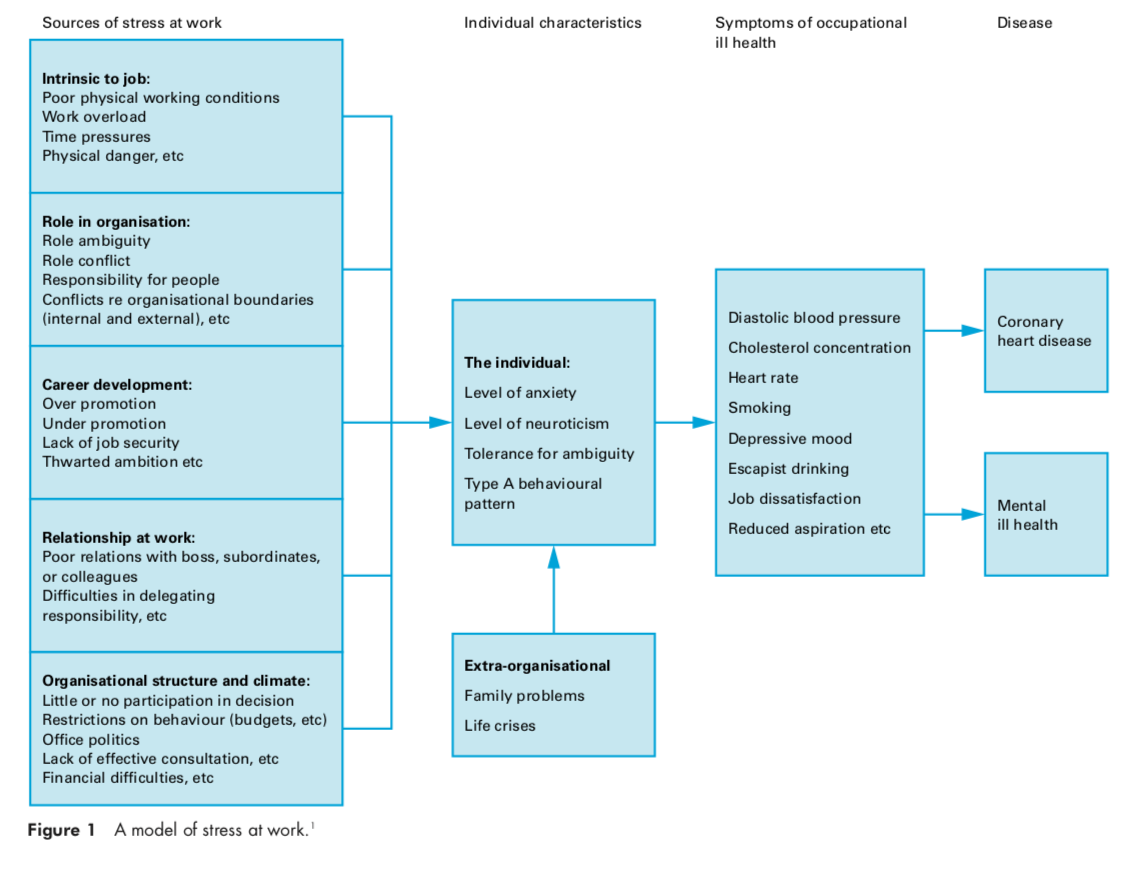 Sources of stress at work
Individual characteristics
Symptoms of occupational
ill health
Disease
Intrinsic to job:
Poor physical working conditions
Work overload
Time pressures
Physical danger, etc
Role in organisation:
Role ambiguity
Role conflict
Responsibility for people
Conflicts re organisational boundaries
(internal and external), etc
Career development:
Over promotion
Under promotion
Lack of job security
Thwarted ambition etc
Relationship at work:
Poor relations with boss, subordinates,
or colleagues
Difficulties in delegating
responsibility, etc
Organisational structure and climate:
Little or no participation in decision
Restrictions on behaviour (budgets, etc)
Office politics
Lack of effective consultation, etc
Financial difficulties, etc
The individual:
Level of anxiety
Level of neuroticism
Tolerance for ambiguity
Type A behavioural
pattern
Extra-organisational
Family problems
Life crises
Diastolic blood pressure
Cholesterol concentration
Heart rate
Smoking
Depressive mood
Escapist drinking
Job dissatisfaction
Reduced aspiration etc
Coronary
heart disease
Mental
ill health
Figure 1 A model of stress at work.¹